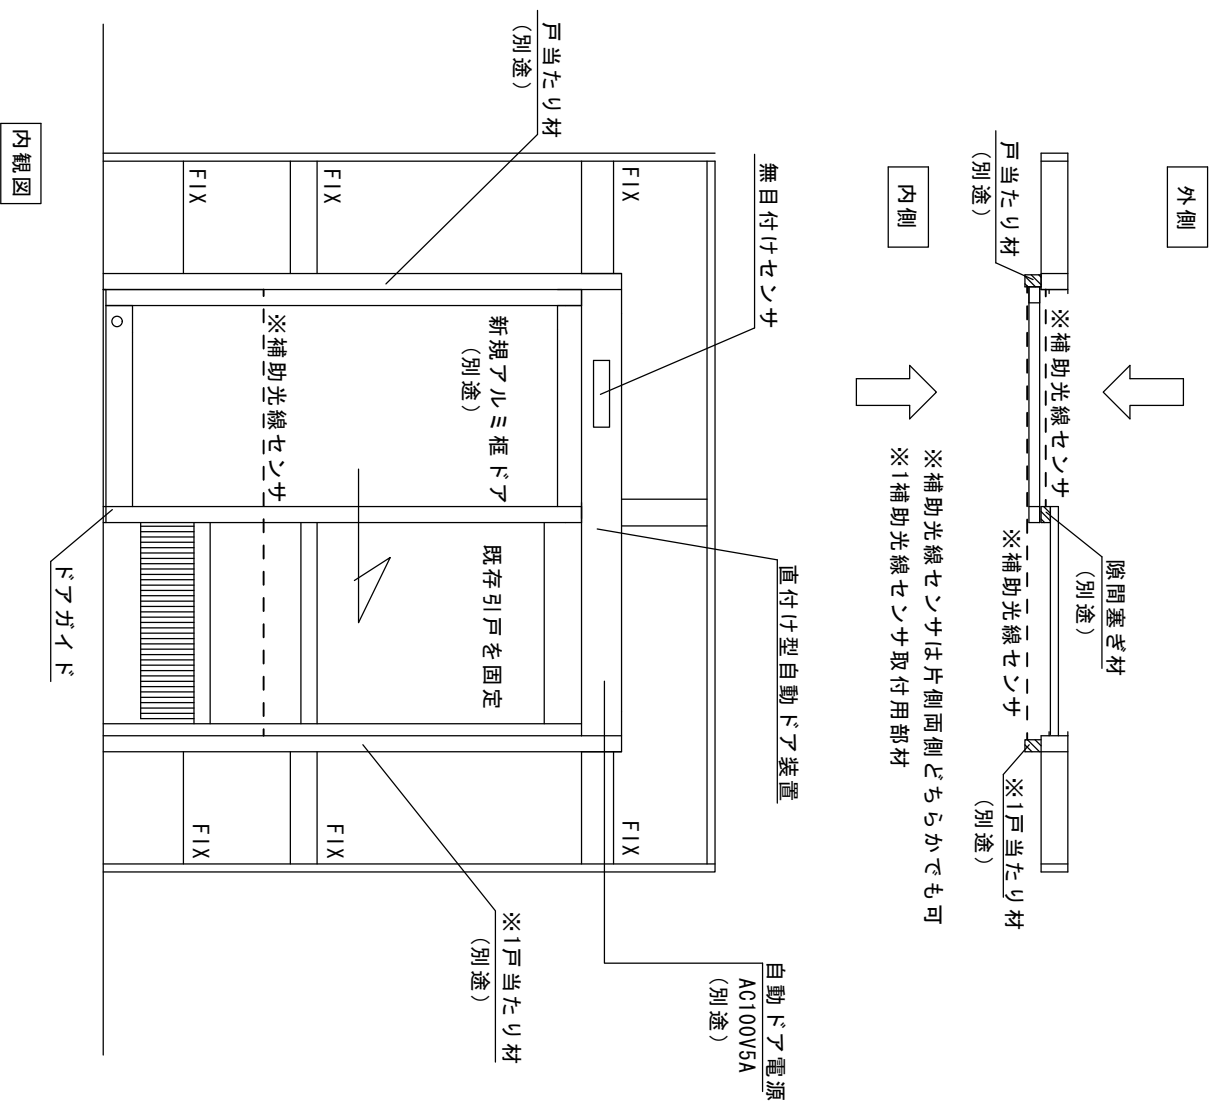 外側
戸当たり材
(別途)
※補助光線センサ
隙間塞ぎ材
(別途)
※補助光線センサ
※1戸当たり材
(別途)
内側
※補助光線センサは片側両側どちらかでも可
※1補助光線センサ取付用部材
無目付けセンサ
直付け型自動ドア装置
自動ドア電源
AC100V5A
(別途)
戸当たり材
(別途)
FIX
FIX
新規アルミ框ドア
(別途)
既存引戸を固定
※1戸当たり材
(別途)
FIX
FIX
※補助光線センサ
FIX
FIX
ドアガイド
内観図